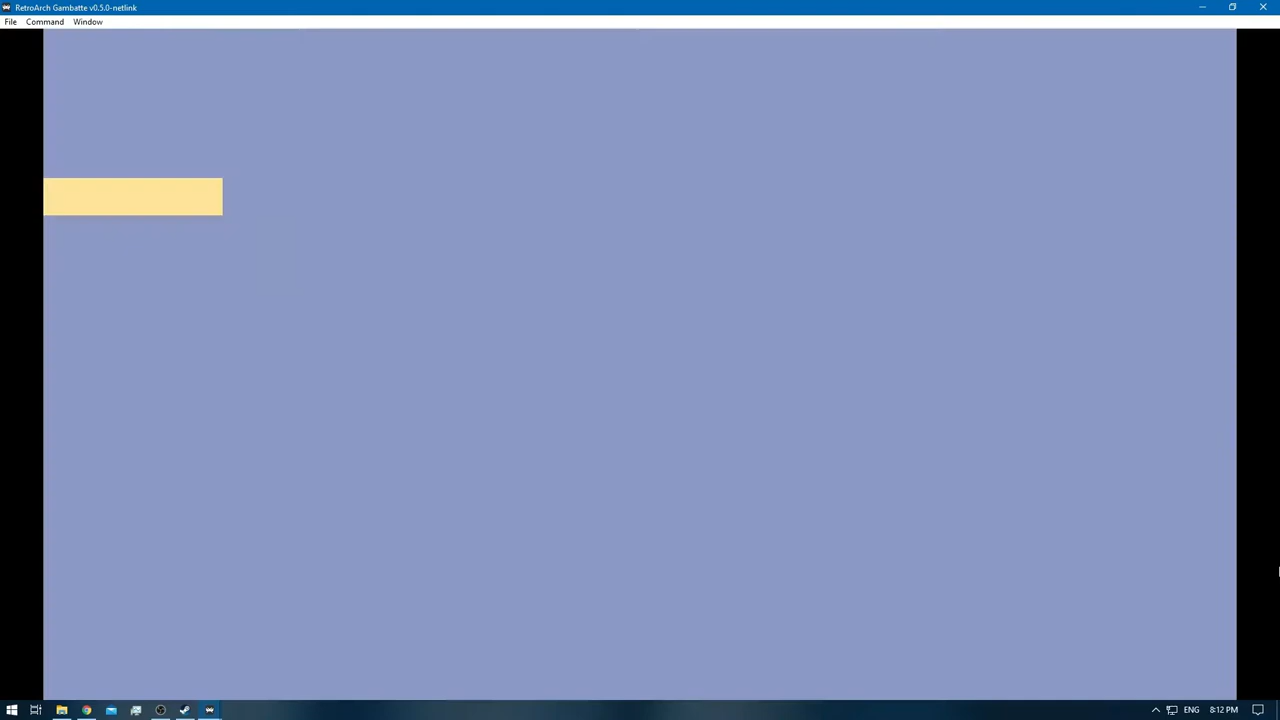 RetroArch Gambatte v0.5.0-netlink
File Command Window
ENG 8:12 PM